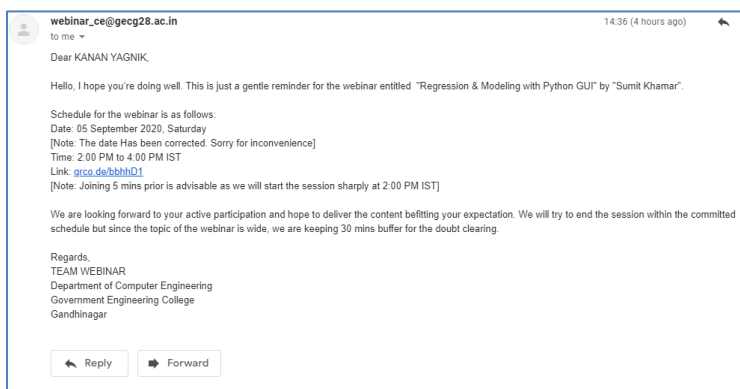 webinar_ce@gecg28.ac.in 14:36 (4 hours ago)
to me
Dear KANAN YAGNIK,
Hello, I hope you're doing well. This is just a gentle reminder for the webinar entitled "Regression & Modeling with Python GUI" by "Sumit Khamar".
Schedule for the webinar is as follows:
Date: 05 September 2020, Saturday
[Note: The date Has been corrected. Sorry for inconvenience]
Time: 2:00 PM to 4:00 PM IST
Link: qrco.de/bbhhD1
[Note: Joining 5 mins prior is advisable as we will start the session sharply at 2:00 PM IST]
We are looking forward to your active participation and hope to deliver the content befitting your expectation. We will try to end the session within the committed
schedule but since the topic of the webinar is wide, we are keeping 30 mins buffer for the doubt clearing.
Regards,
TEAM WEBINAR
Department of Computer Engineering
Government Engineering College
Gandhinagar
Reply Forward